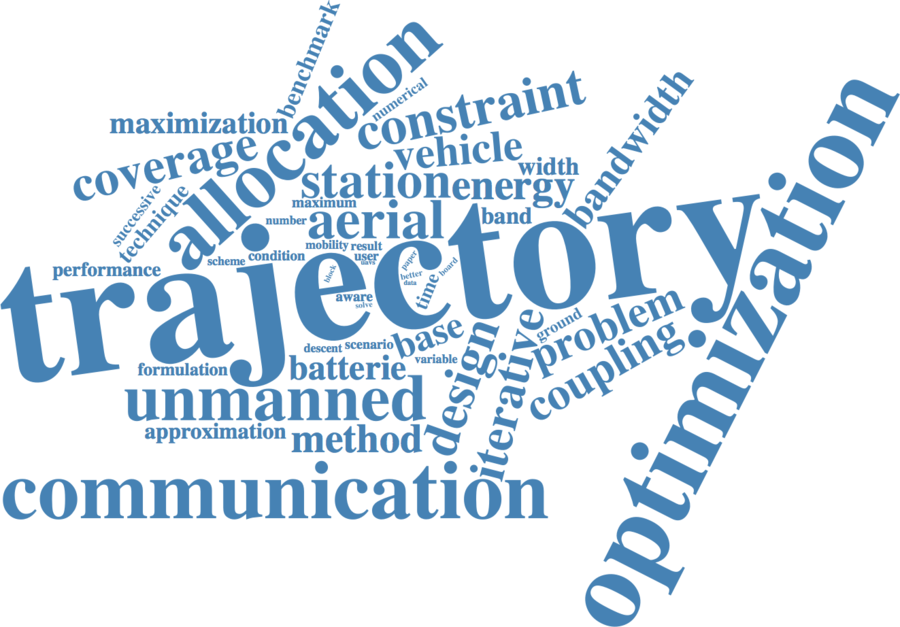 benchmark
allocation
numerical
constraint
maximization
coverage
vehicle
width
bandwidth
optimization
station
energy
successive
technique
maximum
number
aerial
band
trajectory
mobility
result
scheme
condition
user
uavs
performance
block
paper
better
data
board
time
aware
solve
ground
problem
base
coupling
design
iterative
descent
scenario
variable
formulation
batterie
unmanned
approximation
method
communication